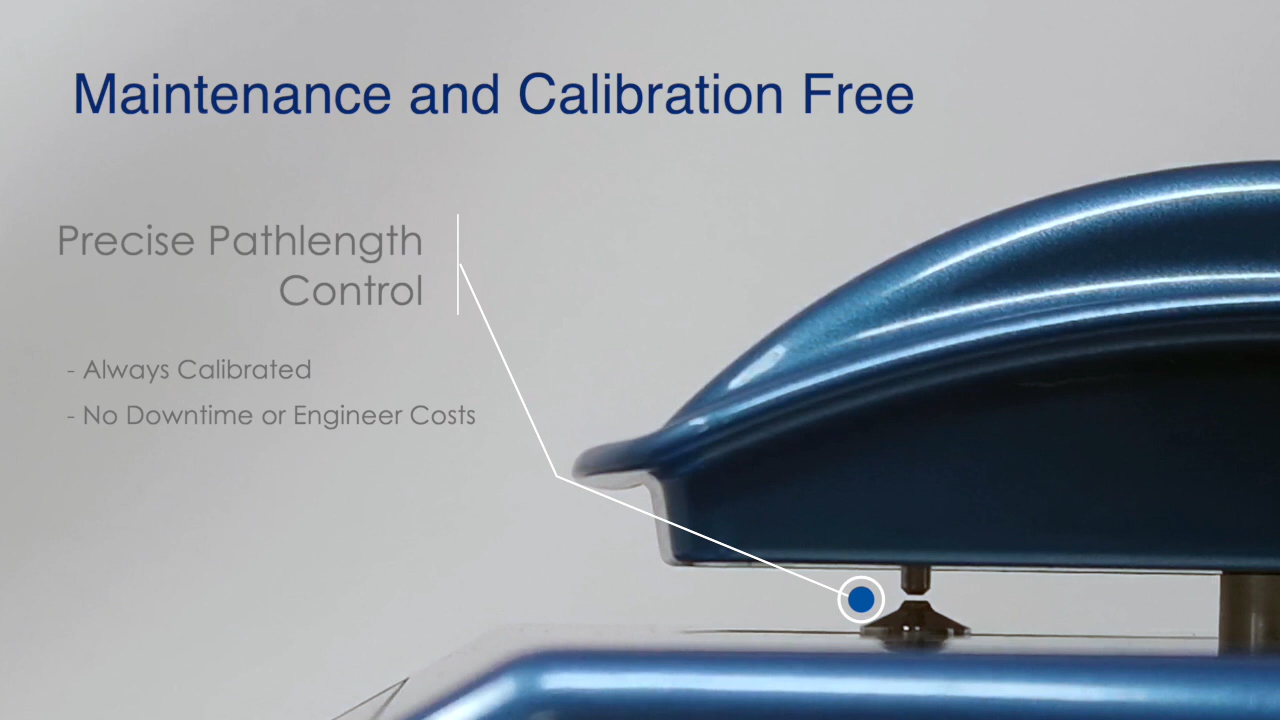 Maintenance and Calibration Free
Precise Pathlength
Control
- Always Calibrated
- No Downtime or Engineer Costs